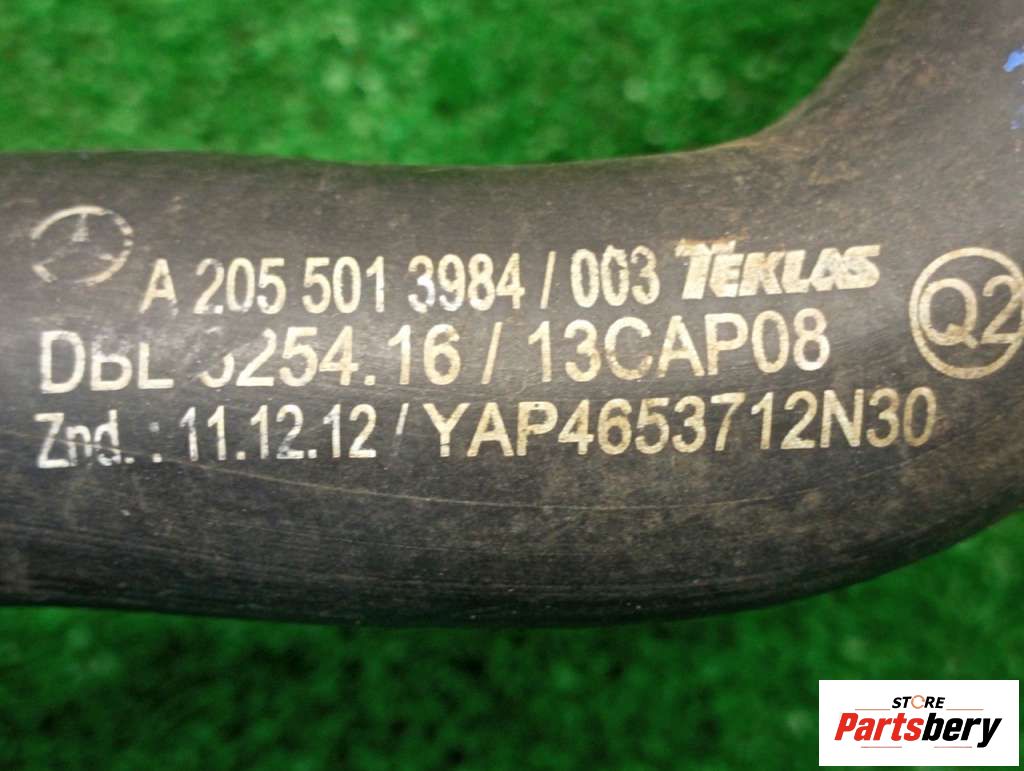 A 205 501 3984 / 003 TEKLAS
Q2
DBL 6254.16 / 13CAP08
Znd. : 11.12.12 / YAP4653712N30
STORE
Partsbery